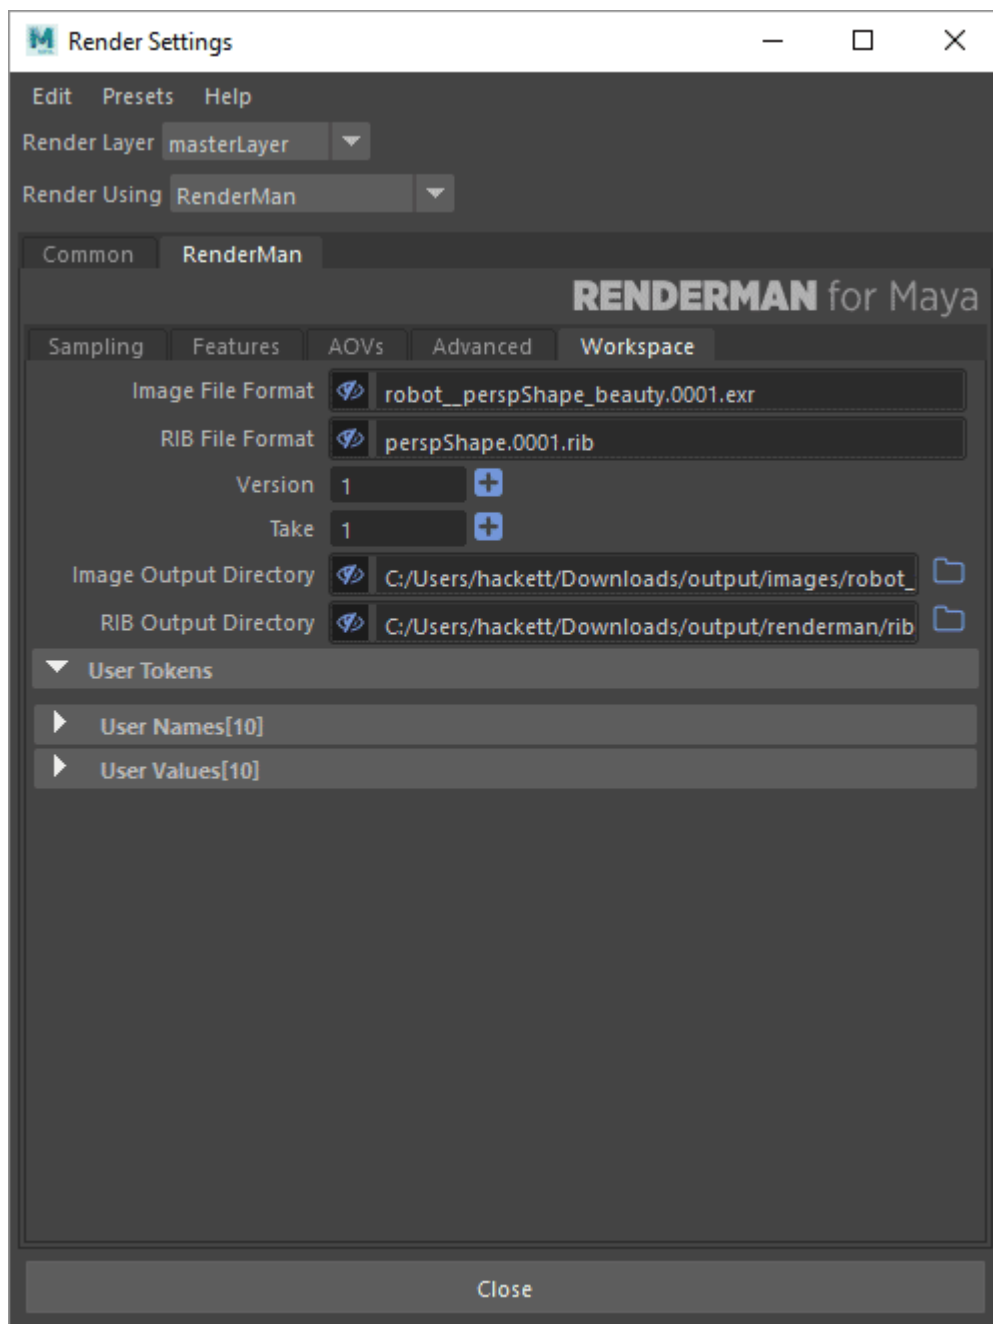 Render Settings
Edit Presets Help
Render Layer masterLayer
Render Using RenderMan
Common RenderMan
RENDERMAN for Maya
Sampling Features AOVs Advanced Workspace
Image File Format robot__perspShape_beauty.0001.exr
RIB File Format perspShape.0001.rib
Version 1
Take 1
Image Output Directory C:/Users/hackett/Downloads/output/images/robot_
RIB Output Directory C:/Users/hackett/Downloads/output/renderman/rib
User Tokens
User Names[10]
User Values[10]
Close